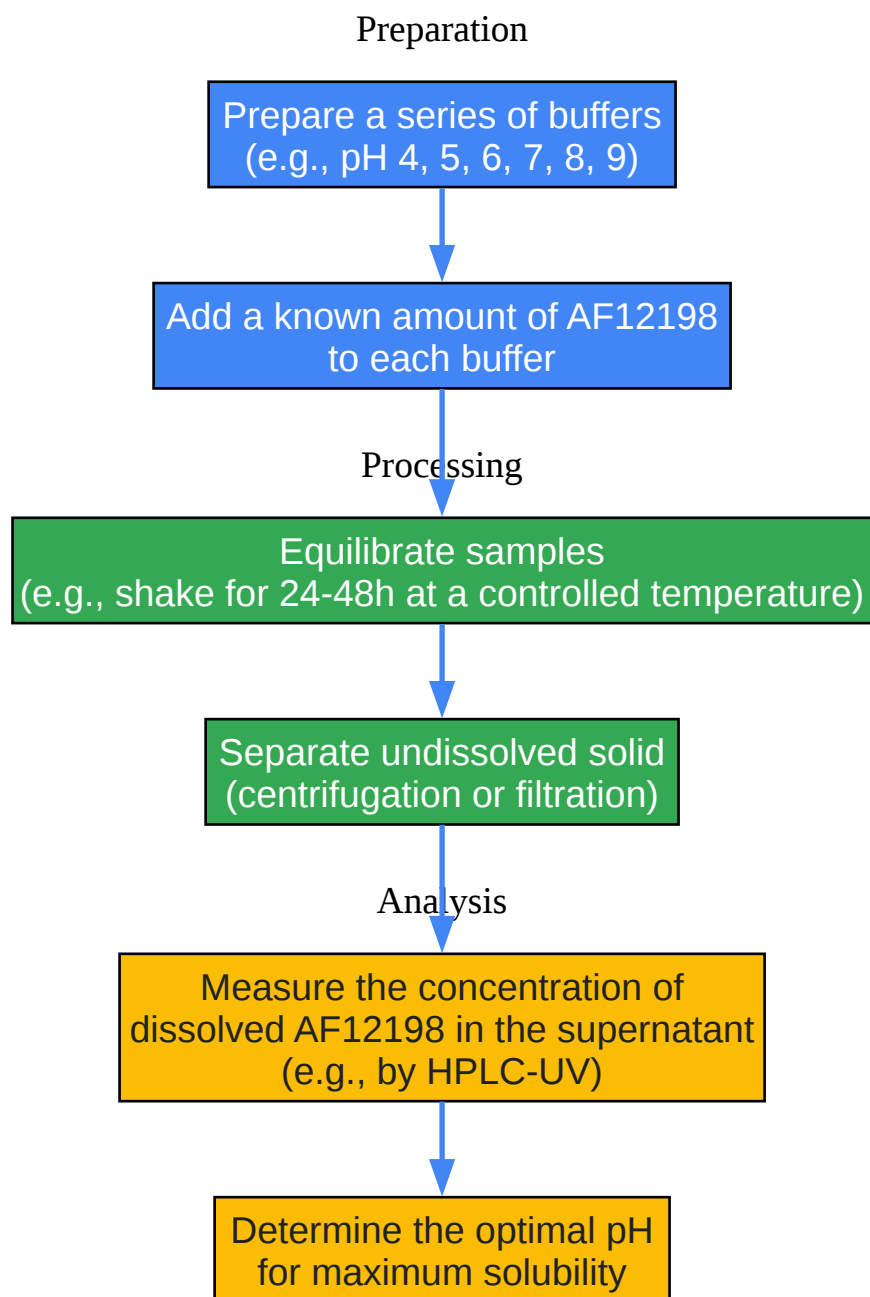 Preparation
Prepare a series of buffers
(e.g., pH 4, 5, 6, 7, 8, 9)
Add a known amount of AF12198
to each buffer
Processing
Equilibrate samples
(e.g., shake for 24-48h at a controlled temperature)
Separate undissolved solid
(centrifugation or filtration)
Analysis
Measure the concentration of
dissolved AF12198 in the supernatant
(e.g., by HPLC-UV)
Determine the optimal pH
for maximum solubility